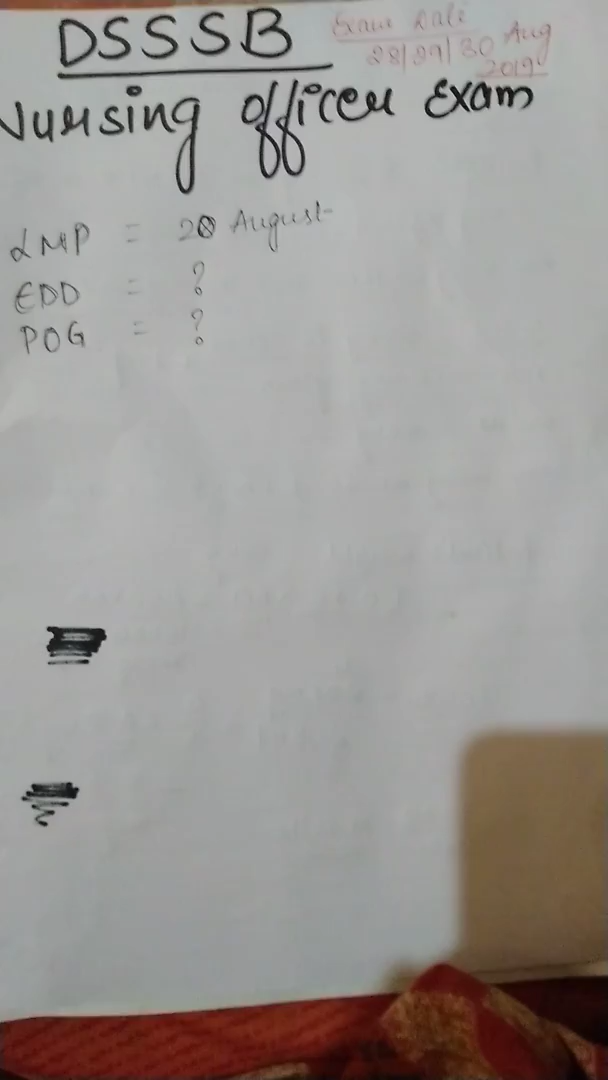 DSSSB
Exam Date
28/29/30 Aug
2019
Nursing Officer Exam
LMP = 20 August
EDD = ?
POG = ?